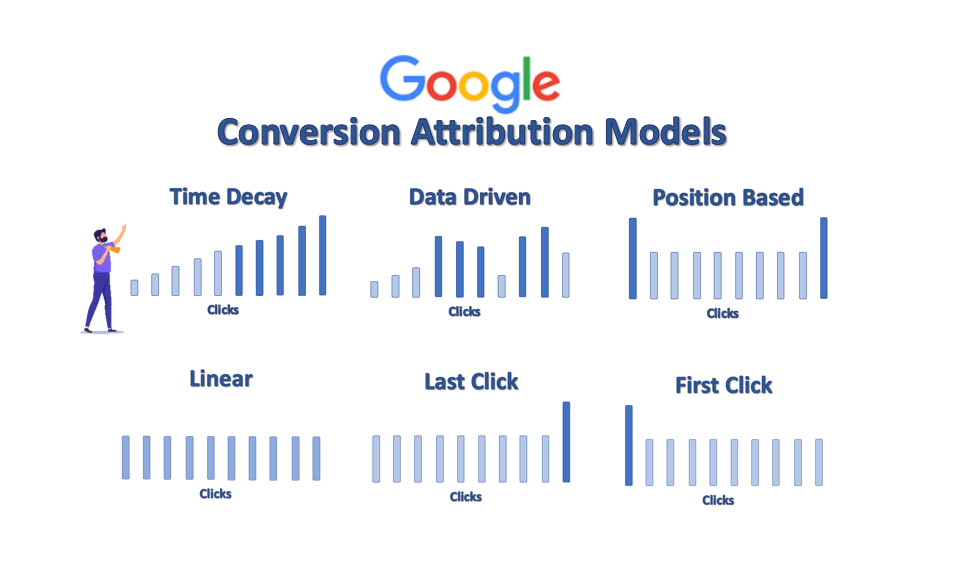 Google
Conversion Attribution Models
Time Decay
Data Driven
Position Based
Clicks
Clicks
Clicks
Linear
Last Click
First Click
Clicks
Clicks
Clicks